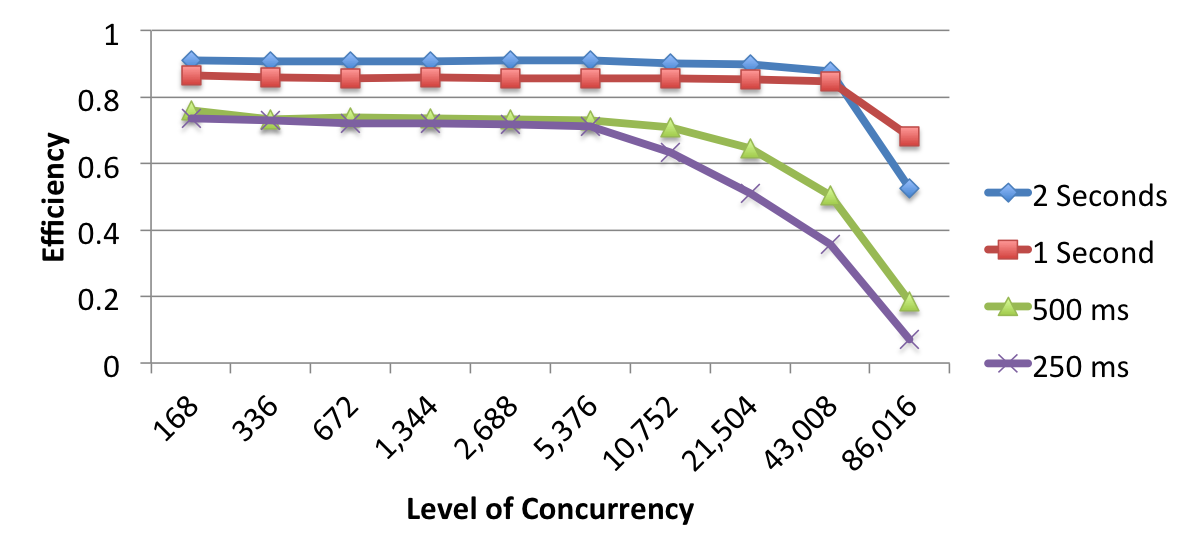 1
0.8
0.6
0.4
0.2
0
Efficiency
168
336
672
1,344
2,688
5,376
10,752
21,504
43,008
86,016
Level of Concurrency
2 Seconds
1 Second
500 ms
250 ms